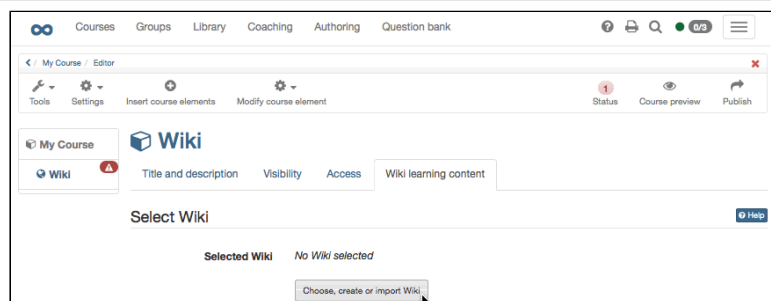 Courses Groups Library Coaching Authoring Question bank 0/3
/ My Course / Editor
Tools Settings Insert course elements Modify course element 1 Status Course preview Publish
My Course
Wiki
Wiki
Title and description Visibility Access Wiki learning content
Select Wiki Help
Selected Wiki No Wiki selected
Choose, create or import Wiki